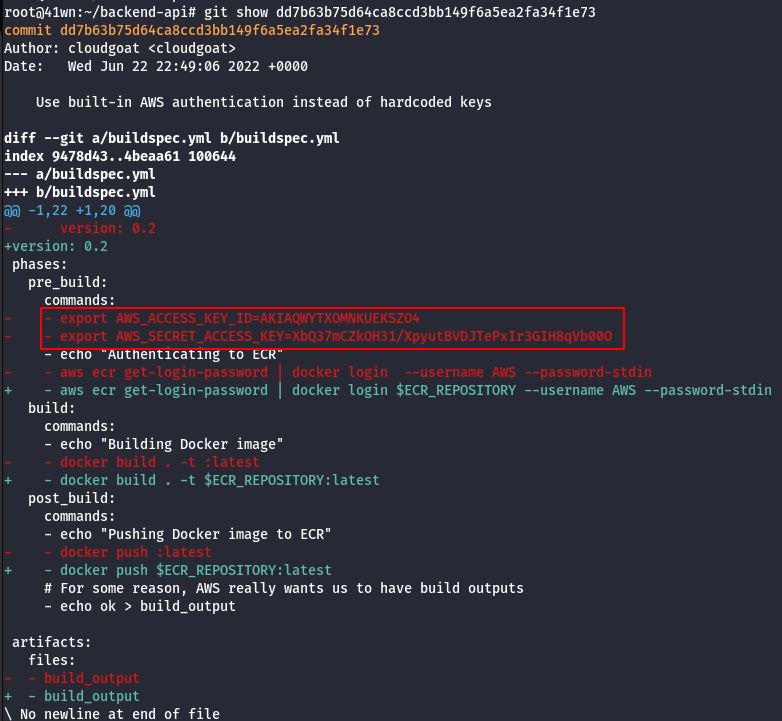 root@41wn:~/backend-api# git show dd7b63b75d64ca8ccd3bb149f6a5ea2fa34f1e73
commit dd7b63b75d64ca8ccd3bb149f6a5ea2fa34f1e73
Author: cloudgoat <cloudgoat>
Date:   Wed Jun 22 22:49:06 2022 +0000

    Use built-in AWS authentication instead of hardcoded keys

diff --git a/buildspec.yml b/buildspec.yml
index 9478d43..4beaa61 100644
--- a/buildspec.yml
+++ b/buildspec.yml
@@ -1,22 +1,20 @@
-      version: 0.2
+version: 0.2
 phases:
   pre_build:
     commands:
-    - export AWS_ACCESS_KEY_ID=AKIAQWYTXOMNKUEKSZO4
-    - export AWS_SECRET_ACCESS_KEY=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
     - echo "Authenticating to ECR"
-    - aws ecr get-login-password | docker login  --username AWS --password-stdin
+    - aws ecr get-login-password | docker login $ECR_REPOSITORY --username AWS --password-stdin
   build:
     commands:
     - echo "Building Docker image"
-    - docker build . -t :latest
+    - docker build . -t $ECR_REPOSITORY:latest
   post_build:
     commands:
     - echo "Pushing Docker image to ECR"
-    - docker push :latest
+    - docker push $ECR_REPOSITORY:latest
     # For some reason, AWS really wants us to have build outputs
     - echo ok > build_output

 artifacts:
   files:
-  - build_output
+  - build_output
\ No newline at end of file